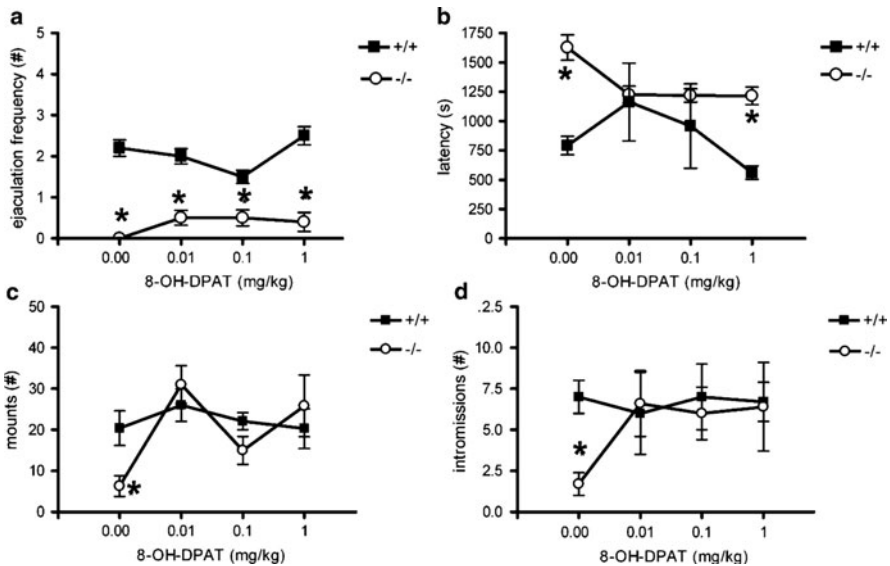 a
ejaculation frequency (#)
5
4
3
2
1
0
+/+
-/-
*
*
*
*
0.00 0.01 0.1 1
8-OH-DPAT (mg/kg)
b
latency (s)
1750
1500
1250
1000
750
500
250
0
+/+
-/-
*
*
0.00 0.01 0.1 1
8-OH-DPAT (mg/kg)
c
mounts (#)
50
40
30
20
10
0
+/+
-/-
*
0.00 0.01 0.1 1
8-OH-DPAT (mg/kg)
d
intromissions (#)
.2.5
10.0
7.5
5.0
2.5
0.0
+/+
-/-
*
0.00 0.01 0.1 1
8-OH-DPAT (mg/kg)